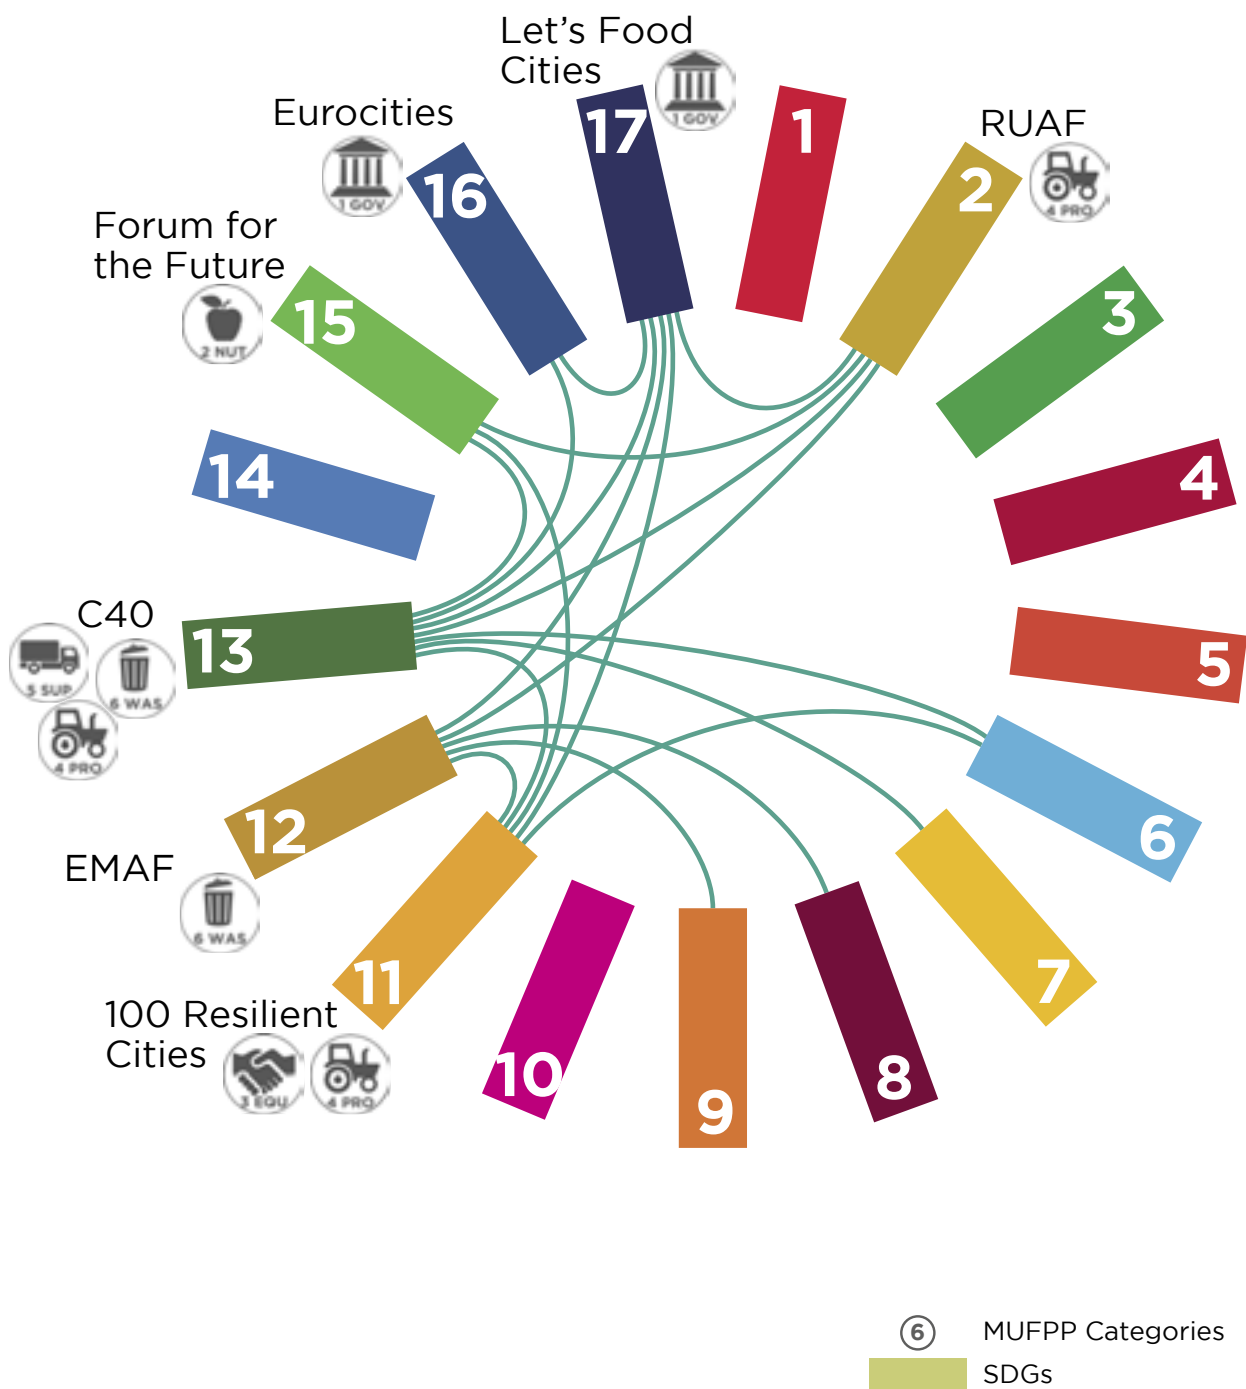 Let's Food
Cities
1 GOV
17
1
RUAF
2
4 PRO
Eurocities
1 GOV
16
Forum for
the Future
2 NUT
15
3
14
4
C40
5 SUP
6 WAS
4 PRO
13
5
12
6
EMAF
6 WAS
11
7
100 Resilient
Cities
3 EQU
4 PRO
10
9
8
6 MUFPP Categories
SDGs